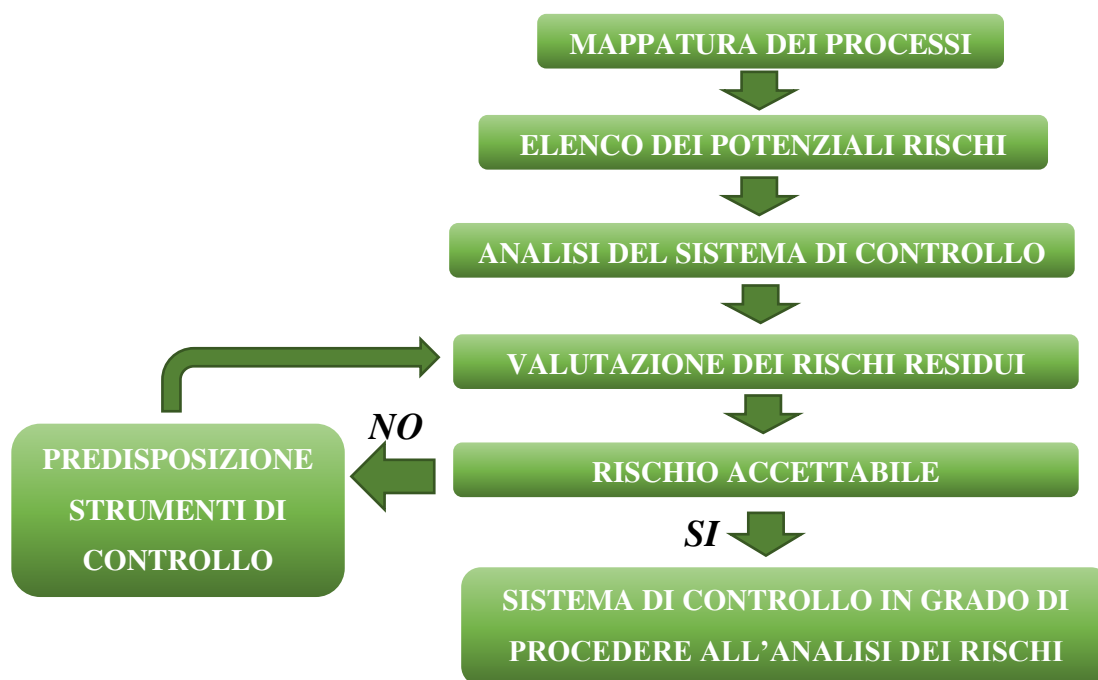 MAPPATURA DEI PROCESSI
ELENCO DEI POTENZIALI RISCHI
ANALISI DEL SISTEMA DI CONTROLLO
VALUTAZIONE DEI RISCHI RESIDUI
NO
PREDISPOSIZIONE
STRUMENTI DI
CONTROLLO
RISCHIO ACCETTABILE
SI
SISTEMA DI CONTROLLO IN GRADO DI
PROCEDERE ALL’ANALISI DEI RISCHI